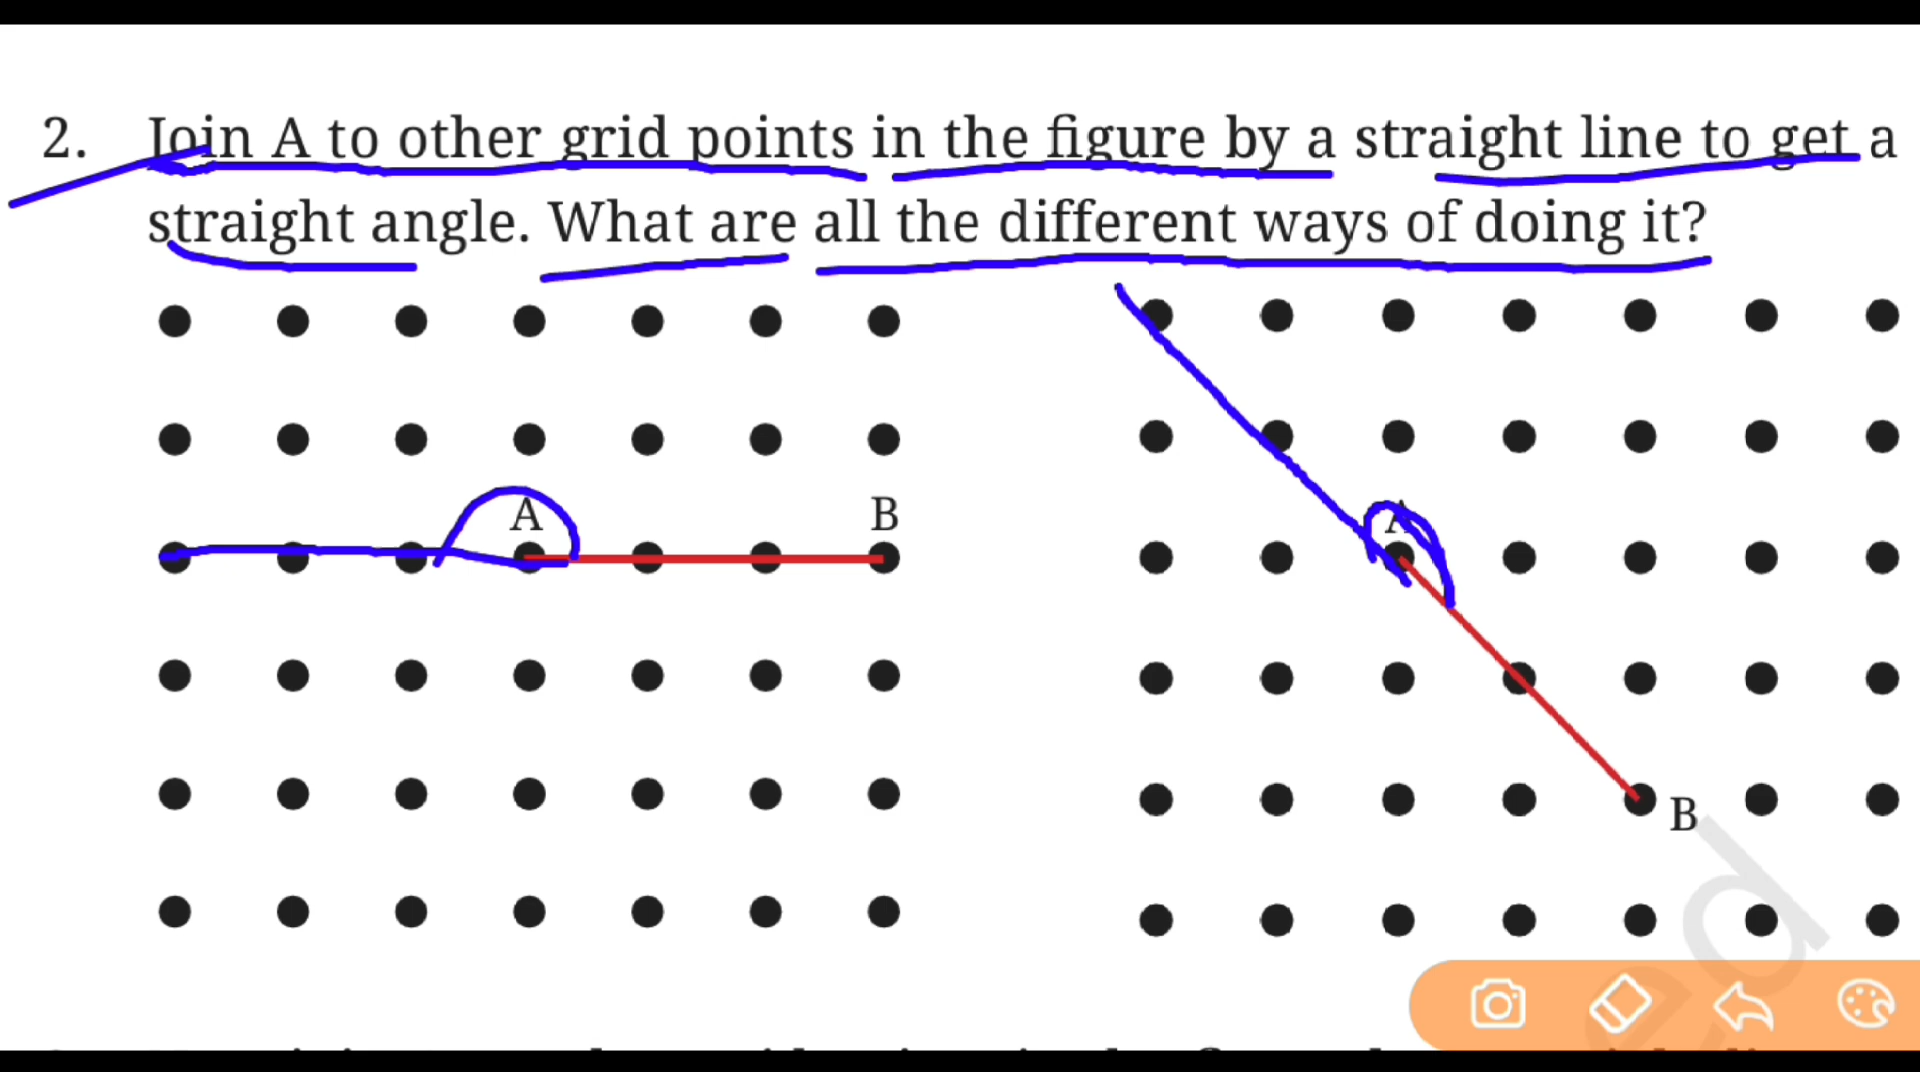 2. Join A to other grid points in the figure by a straight line to get a
straight angle. What are all the different ways of doing it?
A B
A
B
ed